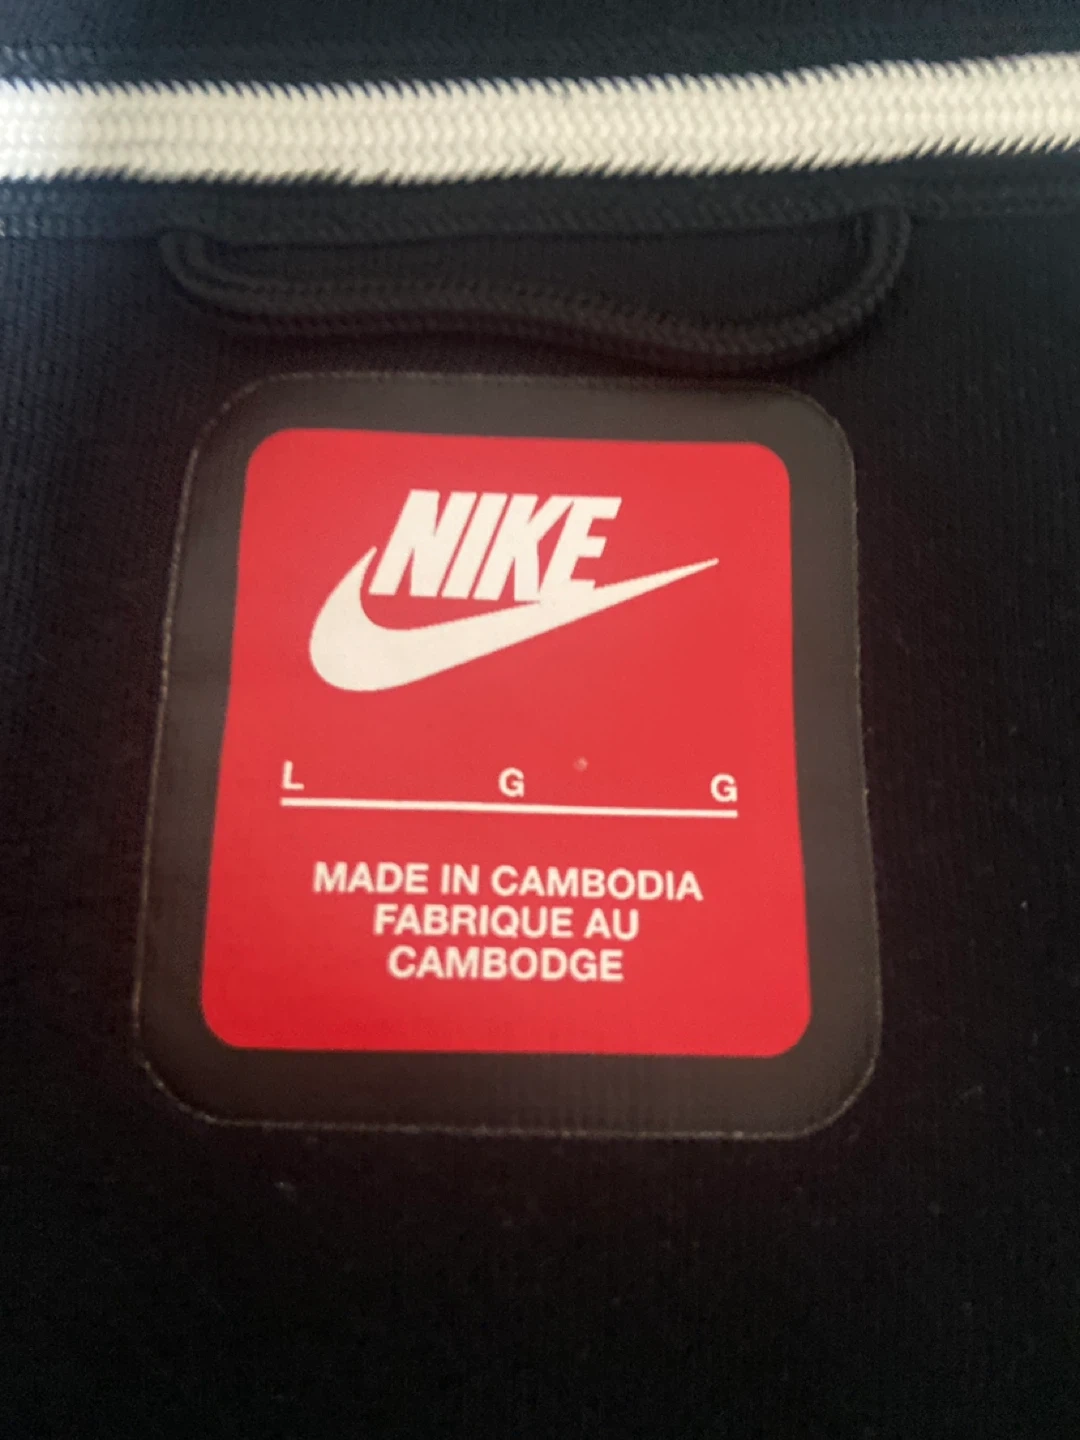 NIKE
L G G
MADE IN CAMBODIA
FABRIQUE AU
CAMBODGE